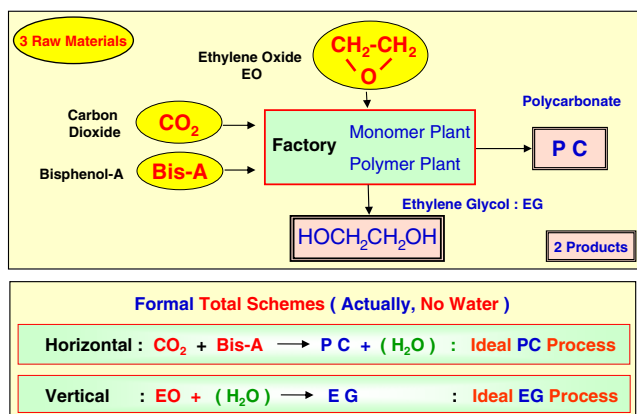 3 Raw Materials
Ethylene Oxide
EO
CH₂-CH₂
O
Carbon
Dioxide
CO₂
Bisphenol-A
Bis-A
Factory
Monomer Plant
Polymer Plant
Polycarbonate
P C
Ethylene Glycol : EG
HOCH₂CH₂OH
2 Products
Formal Total Schemes ( Actually, No Water )
Horizontal : CO₂ + Bis-A → P C + ( H₂O ) : Ideal PC Process
Vertical : EO + ( H₂O ) → E G : Ideal EG Process